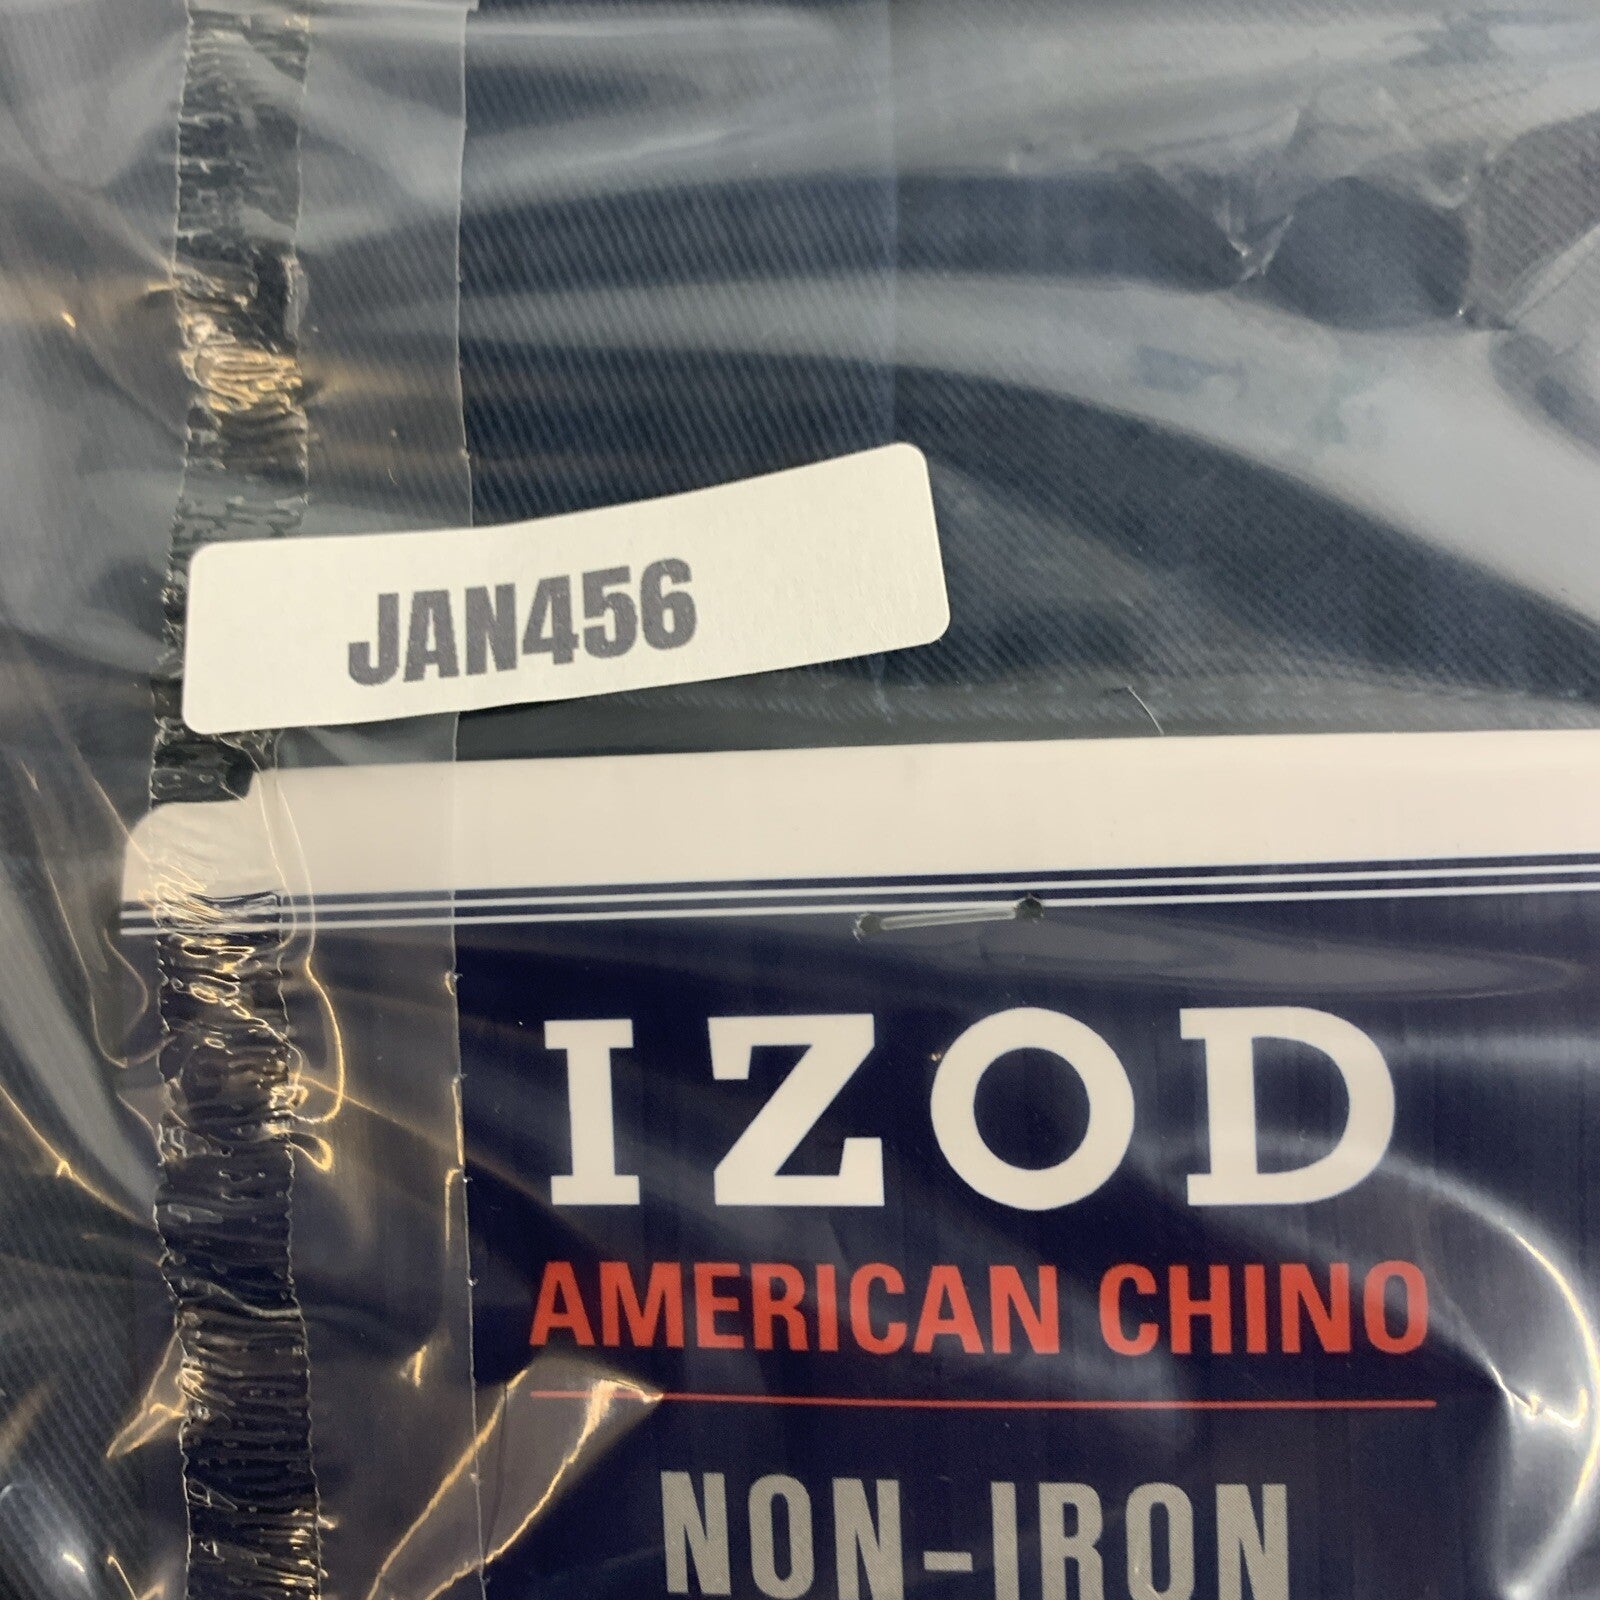 JAN456
IZOD
AMERICAN CHINO
NON-IRON